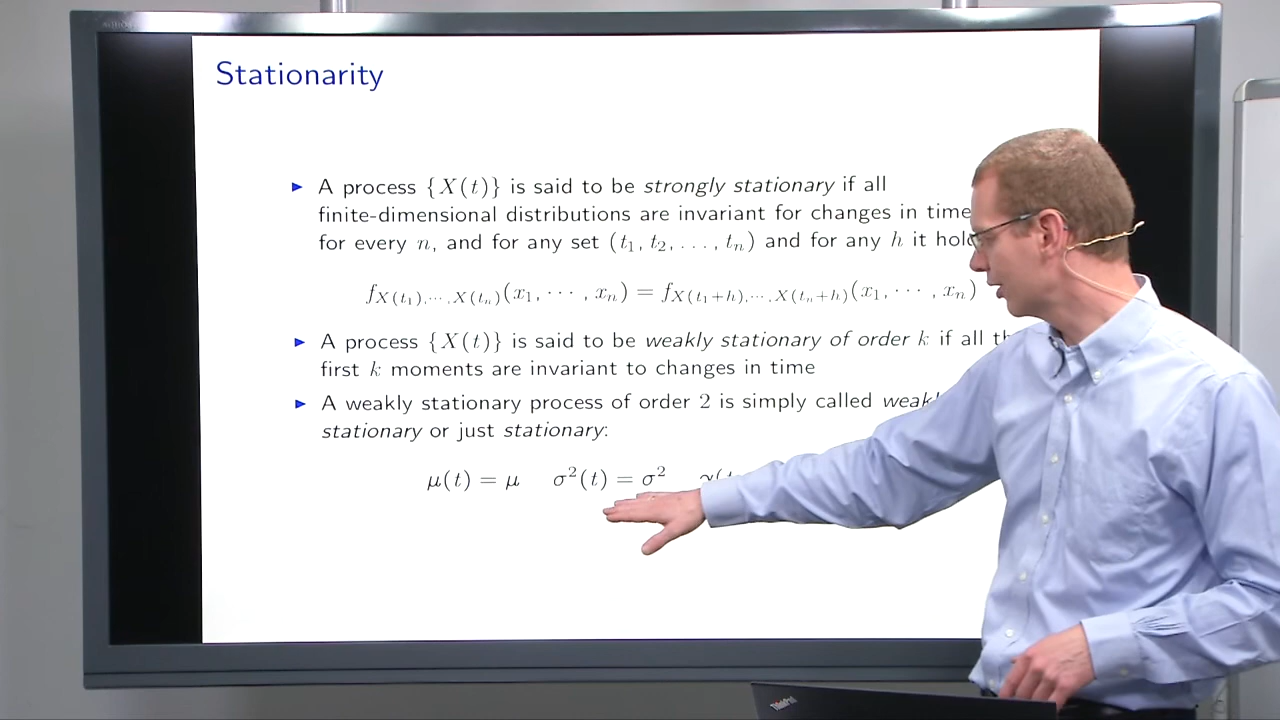 Stationarity
▶ A process {X(t)} is said to be strongly stationary if all
finite-dimensional distributions are invariant for changes in time
for every n, and for any set (t₁, t₂, . . . , tₙ) and for any h it
f_{X(t₁),··· ,X(tₙ)}(x₁, ··· , xₙ) = f_{X(t₁+h),··· ,X(tₙ+h)}(x₁, ··· , xₙ)
▶ A process {X(t)} is said to be weakly stationary of order k if all
first k moments are invariant to changes in time
▶ A weakly stationary process of order 2 is simply called
stationary or just stationary:
μ(t) = μ σ²(t) = σ²
ThinkPad